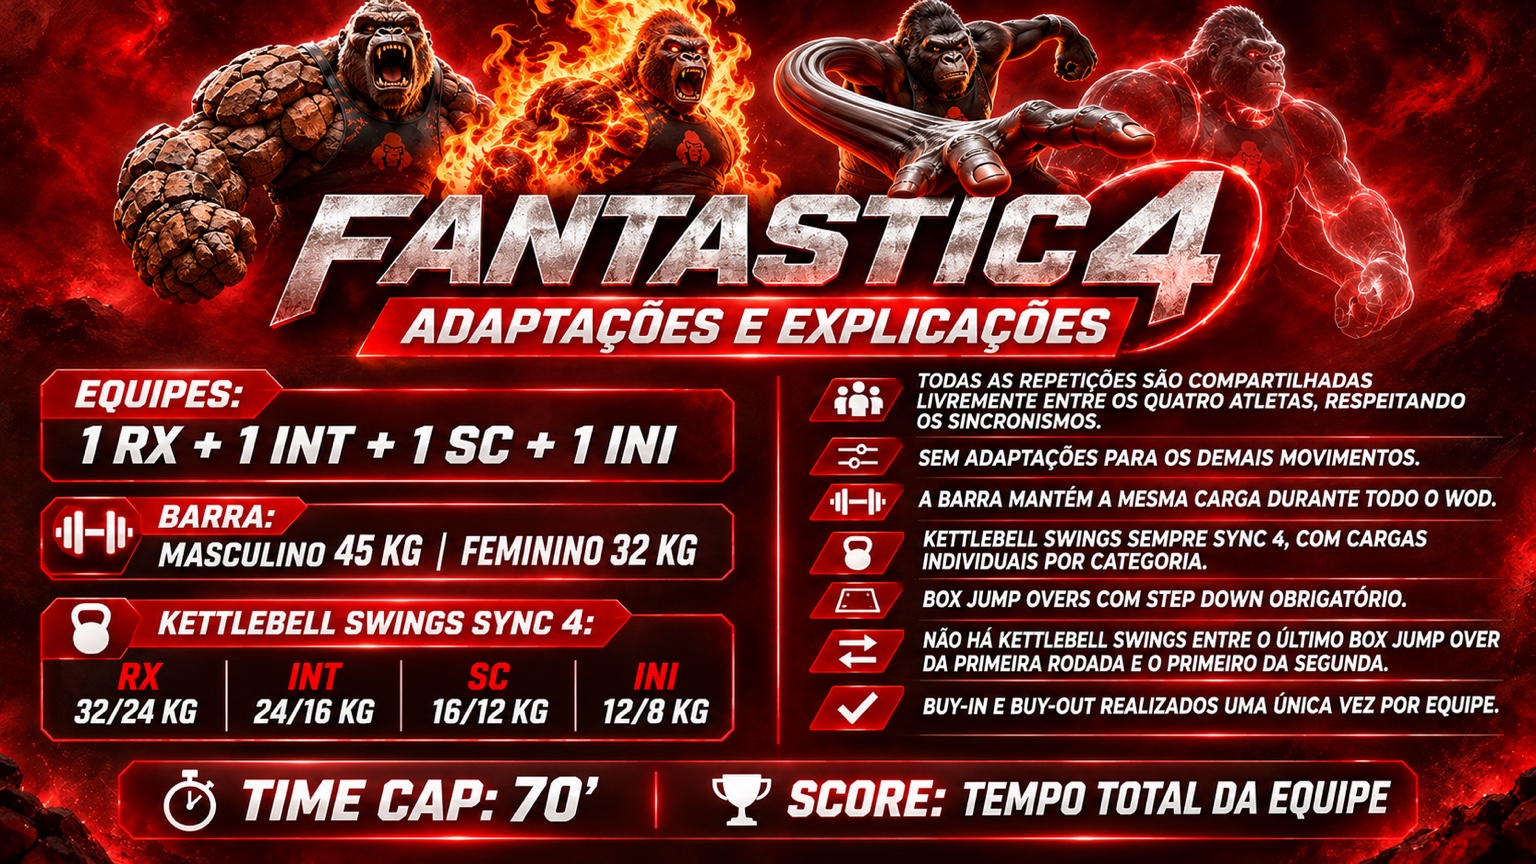 FANTASTIC 4
ADAPTAÇÕES E EXPLICAÇÕES
EQUIPES:
1 RX + 1 INT + 1 SC + 1 INI
BARRA:
MASCULINO 45 KG | FEMININO 32 KG
KETTLEBELL SWINGS SYNC 4:
RX
32/24 KG
INT
24/16 KG
SC
16/12 KG
INI
12/8 KG
TODAS AS REPETIÇÕES SÃO COMPARTILHADAS
LIVREMENTE ENTRE OS QUATRO ATLETAS, RESPEITANDO
OS SINCRONISMOS.
SEM ADAPTAÇÕES PARA OS DEMAIS MOVIMENTOS.
A BARRA MANTÉM A MESMA CARGA DURANTE TODO O WOD.
KETTLEBELL SWINGS SEMPRE SYNC 4, COM CARGAS
INDIVIDUAIS POR CATEGORIA.
BOX JUMP OVERS COM STEP DOWN OBRIGATÓRIO.
NÃO HÁ KETTLEBELL SWINGS ENTRE O ÚLTIMO BOX JUMP OVER
DA PRIMEIRA RODADA E O PRIMEIRO DA SEGUNDA.
BUY-IN E BUY-OUT REALIZADOS UMA ÚNICA VEZ POR EQUIPE.
TIME CAP: 70'
SCORE: TEMPO TOTAL DA EQUIPE